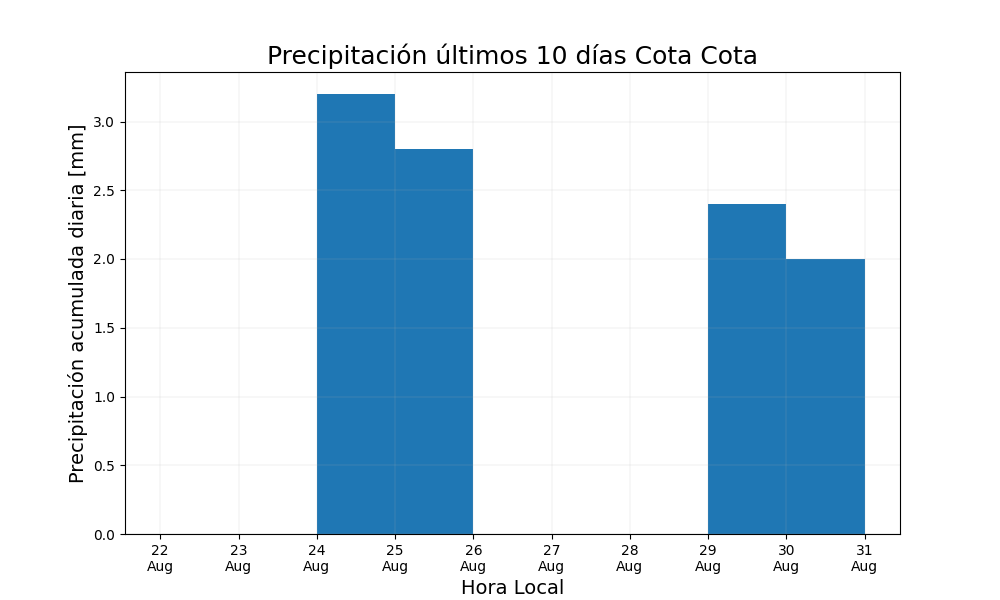 Precipitación últimos 10 días Cota Cota
Precipitación acumulada diaria [mm]
3.0
2.5
2.0
1.5
1.0
0.5
0.0
22 23 24 25 26 27 28 29 30 31
Aug Aug Aug Aug Aug Aug Aug Aug Aug Aug
Hora Local